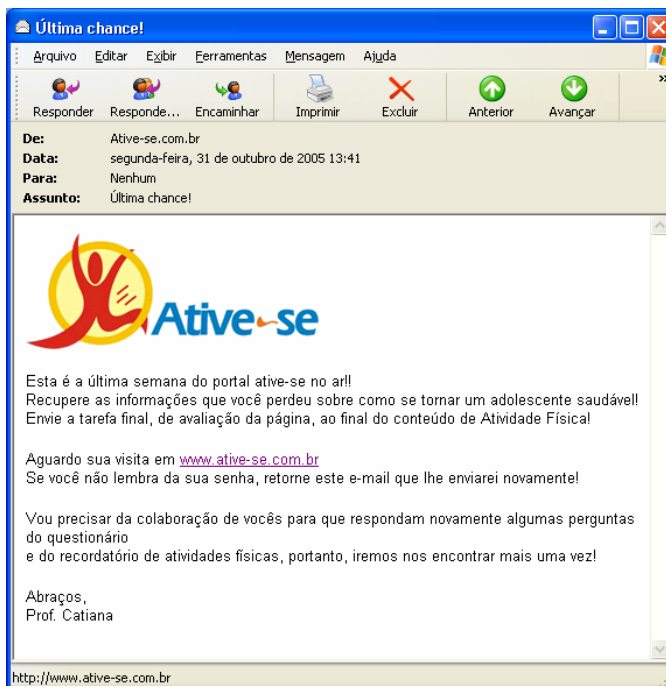 Última chance!
Arquivo Editar Exibir Ferramentas Mensagem Ajuda
Responder Responde... Encaminhar Imprimir Excluir Anterior Avançar
De: Ative-se.com.br
Data: segunda-feira, 31 de outubro de 2005 13:41
Para: Nenhum
Assunto: Última chance!
Ative-se
Esta é a última semana do portal ative-se no ar!!
Recupere as informações que você perdeu sobre como se tornar um adolescente saudável!
Envie a tarefa final, de avaliação da página, ao final do conteúdo de Atividade Física!
Aguardo sua visita em www.ative-se.com.br
Se você não lembra da sua senha, retorne este e-mail que lhe enviarei novamente!
Vou precisar da colaboração de vocês para que respondam novamente algumas perguntas
do questionário
e do recordatório de atividades físicas, portanto, iremos nos encontrar mais uma vez!
Abraços,
Prof. Catiana
http://www.ative-se.com.br